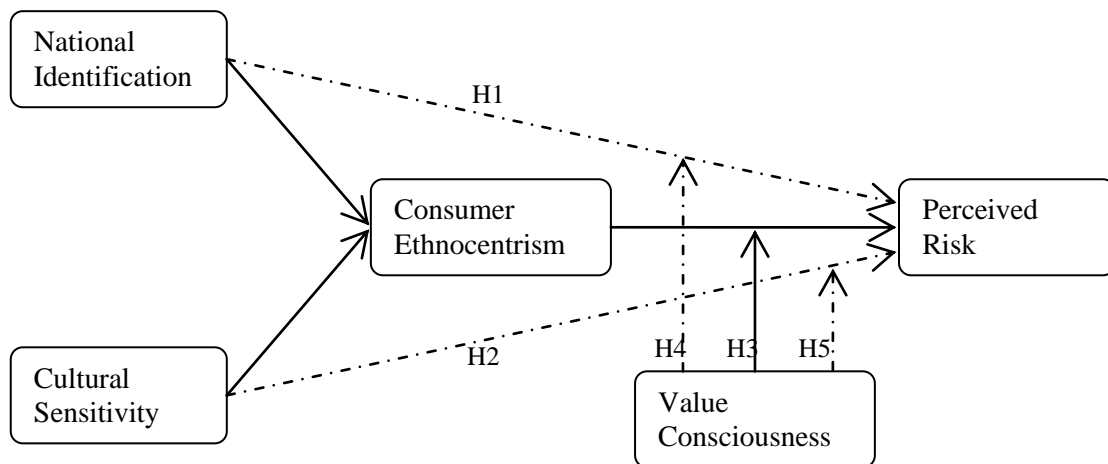 National
Identification
H1
Consumer
Ethnocentrism
Perceived
Risk
H2
H4
H3
H5
Cultural
Sensitivity
Value
Consciousness